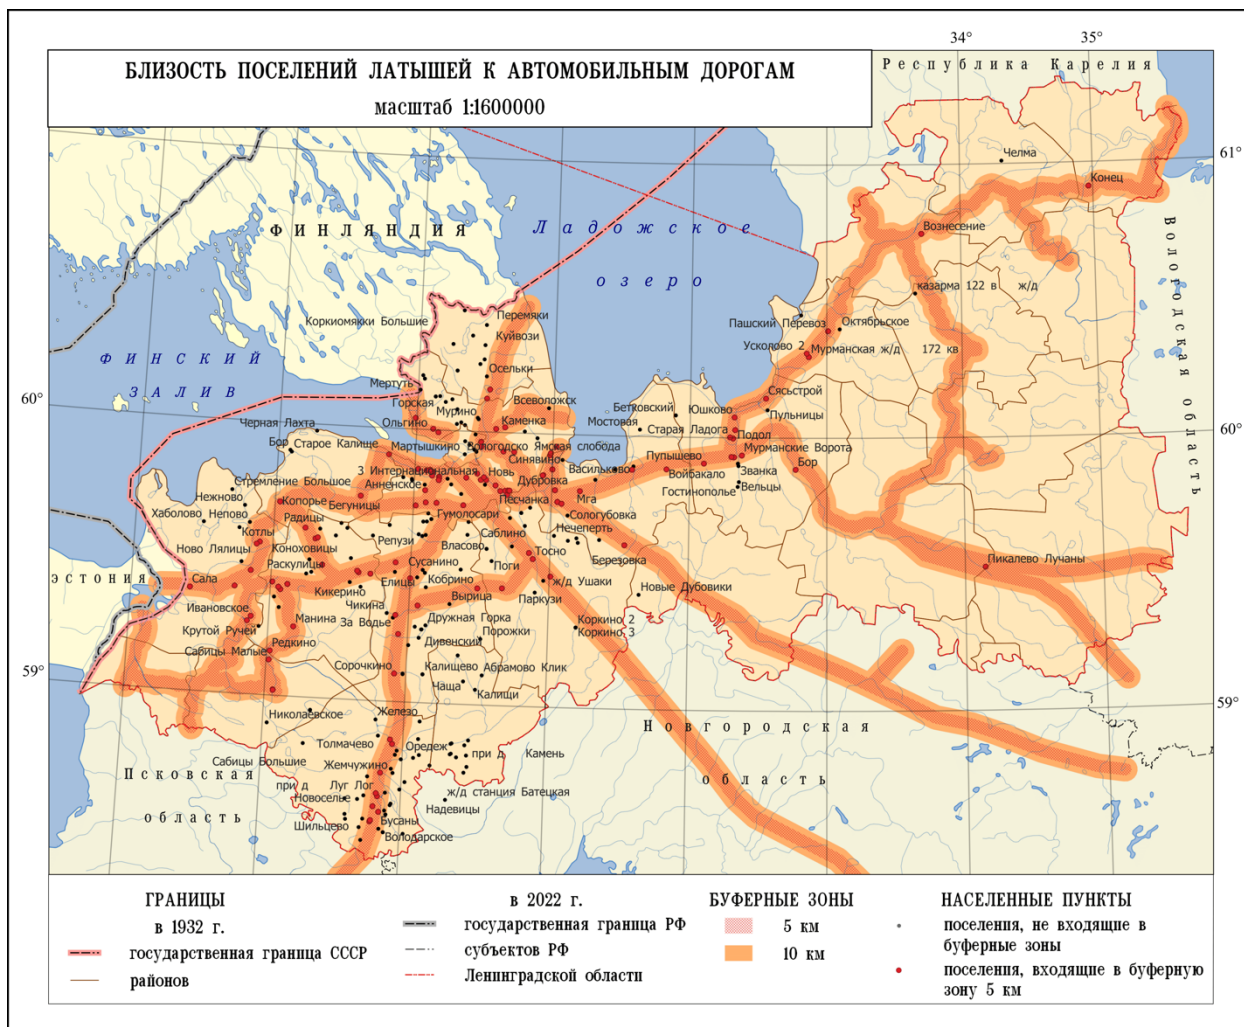 БЛИЗОСТЬ ПОСЕЛЕНИЙ ЛАТЫШЕЙ К АВТОМОБИЛЬНЫМ ДОРОГАМ
масштаб 1:1600000
34°
35°
Республика Карелия
61°
Челма
Конец
Вологодская область
ФИНЛЯНДИЯ
Ладожское
озеро
Вознесение
казарма 122 в ж/д
Коркиомякки Большие
Перемяки
Куйвози
Пашский Перевоз
Октябрьское
Усколово 2
Мурманская ж/д 172 кв
ФИНСКИЙ
ЗАЛИВ
Осельки
Мертуть
Сясьстрой
60°
Горская
Мурино
Всеволожск
Бетковский
Юшково
Пульницы
Черная Лахта
Ольгино
Каменка
Мостовая
Старая Ладога
Подол
60°
Бор
Старое Калище
Мартышкино
Вологодско Ямская слобода
Синявино
Пупышево
Мурманские Ворота
3 Интернациональная
Новь
Васильково
Войбакало
Званка
Бор
Стремление Большое
Анненское
Дубровка
Гостинополье
Вельцы
Нежново
Копорье
Бегуницы
Песчанка
Мга
Хаболово
Непово
Радицы
Гумолосари
Сологубовка
Котлы
Репузи
Саблино
Нечеперть
Ново Лялицы
Коноховицы
Власово
Тосно
Березовка
Пикалево
Лучаны
Раскулицы
Сусанино
Поги
ЭСТОНИЯ
Сала
Елицы
Кобрино
ж/д Ушаки
Новые Дубовики
Кикерино
Вырица
Паркузи
Ивановское
Чикина
Манина
За Водье
Дружная Горка
Коркино 2
Крутой Ручей
Порожки
Коркино 3
Редкино
Дивенский
Сабицы Малые
Сорочкино
Калищево
Абрамово Клик
59°
Чаща
Калищи
59°
Николаевское
Железо
Новгородская
Толмачево
Оредеж
при д
Камень
Сабицы Большие
Жемчужино
Псковская
область
при д
Луг Лог
ж/д станция Батецкая
Новоселье
Надевицы
область
Шильцево
Бусаны
Володарское
ГРАНИЦЫ
в 1932 г.
государственная граница СССР
районов
в 2022 г.
государственная граница РФ
субъектов РФ
Ленинградской области
БУФЕРНЫЕ ЗОНЫ
5 км
10 км
НАСЕЛЕННЫЕ ПУНКТЫ
поселения, не входящие в
буферные зоны
поселения, входящие в буферную
зону 5 км